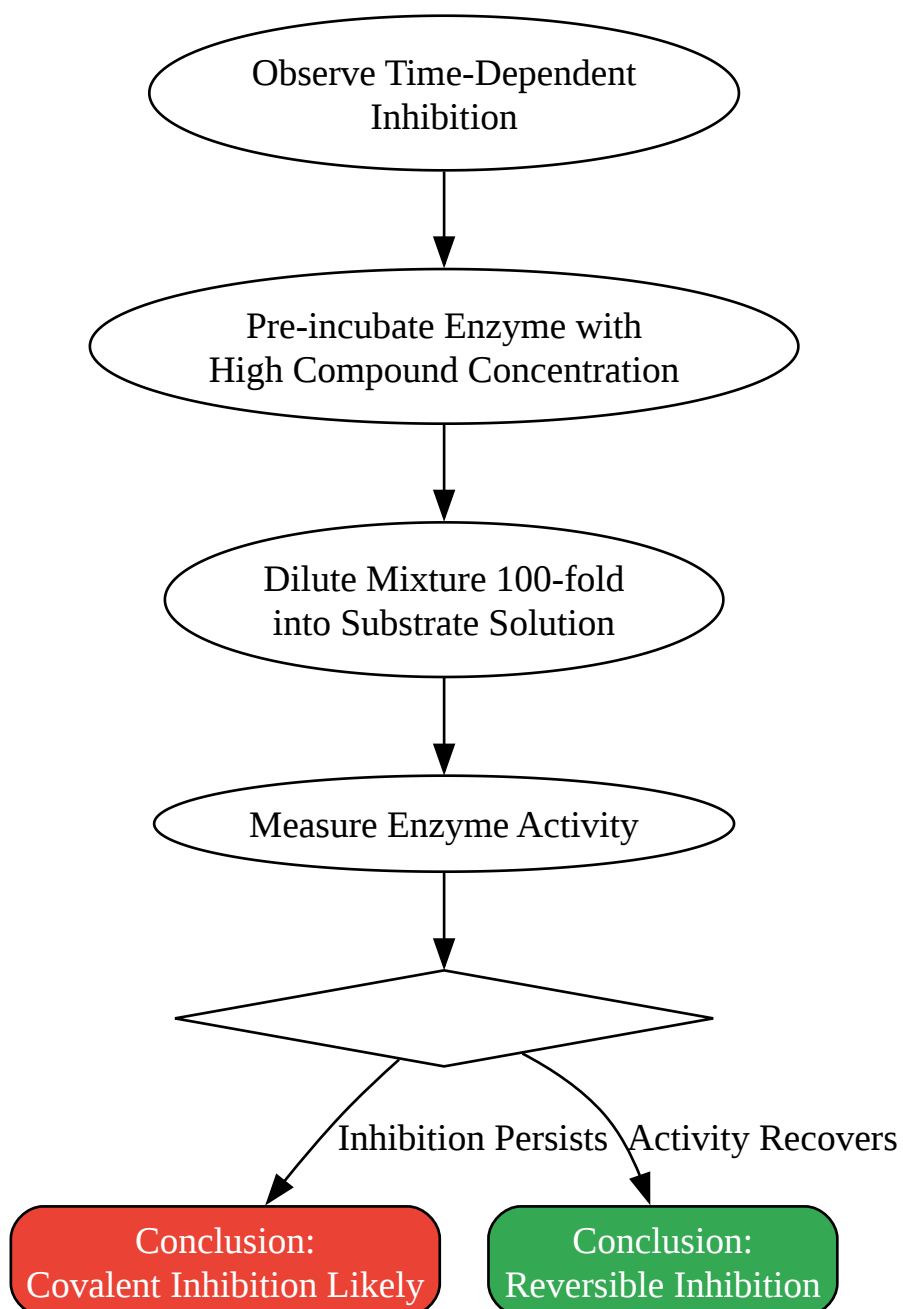 Observe Time-Dependent
Inhibition
Pre-incubate Enzyme with
High Compound Concentration
Dilute Mixture 100-fold
into Substrate Solution
Measure Enzyme Activity
Inhibition Persists
Activity Recovers
Conclusion:
Covalent Inhibition Likely
Conclusion:
Reversible Inhibition